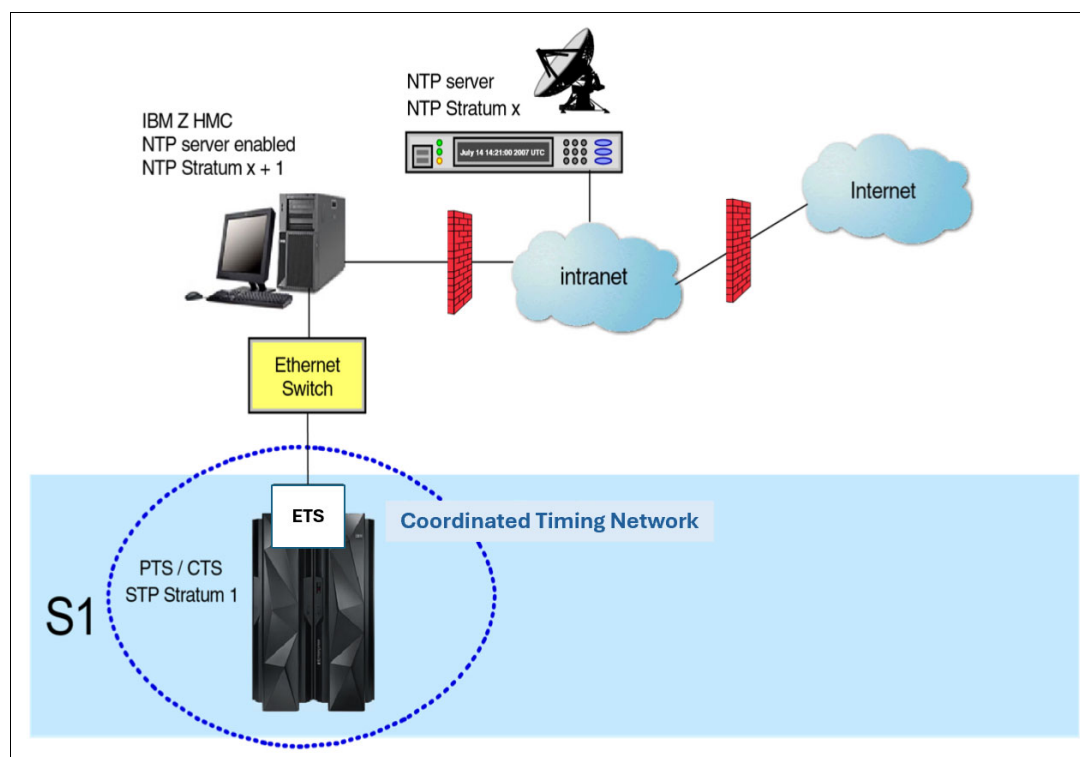 NTP server
NTP Stratum x
IBM Z HMC
NTP server enabled
NTP Stratum x + 1
July 14 14:21:00 2007 UTC
Internet
intranet
Ethernet
Switch
ETS
Coordinated Timing Network
PTS / CTS
STP Stratum 1
S1